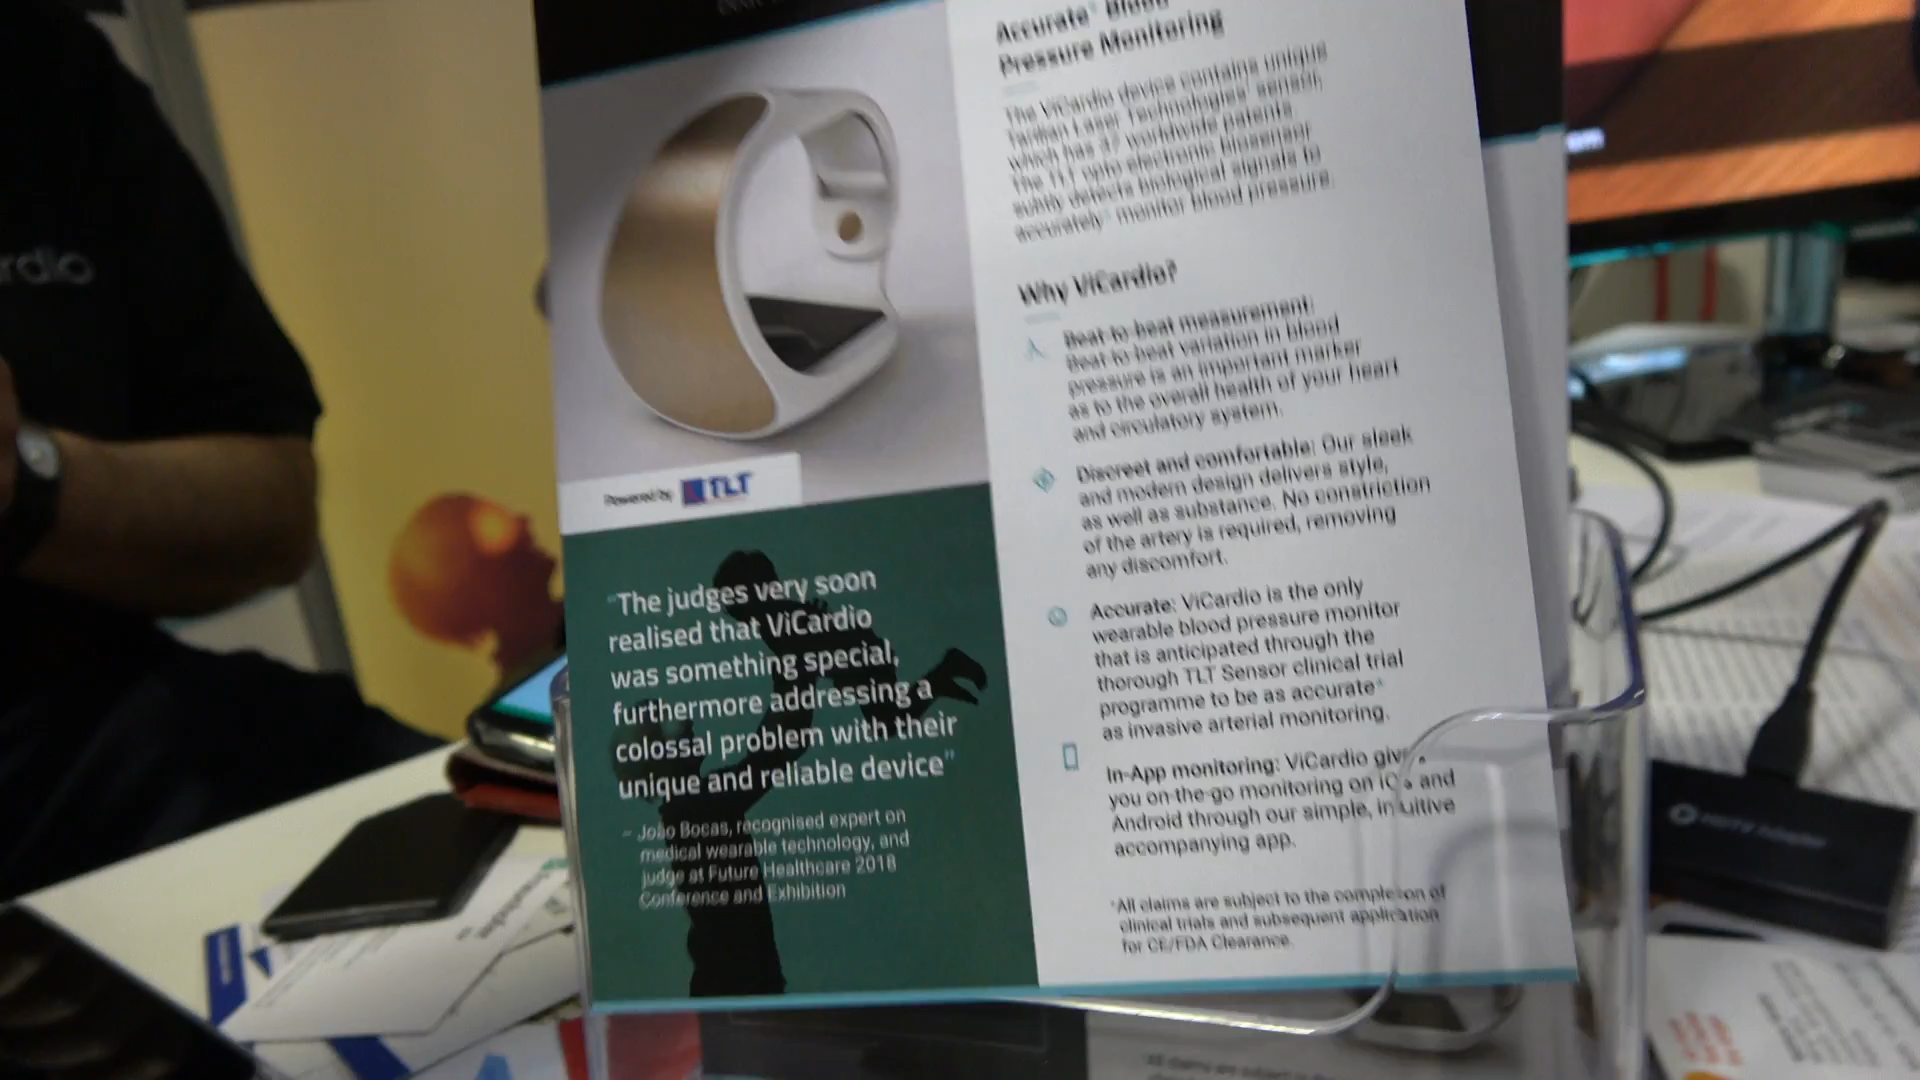 Accurate* Blood
Pressure Monitoring
The ViCardio device contains unique
Tarilian Laser Technologies' sensor,
which has 37 worldwide patents.
The TLT opto electronic biosensor
subtly detects biological signals to
accurately* monitor blood pressure.
Why ViCardio?
Beat-to-beat measurement:
Beat-to-beat variation in blood
pressure is an important marker
as to the overall health of your heart
and circulatory system.
Discreet and comfortable: Our sleek
and modern design delivers style,
as well as substance. No constriction
of the artery is required, removing
any discomfort.
Accurate: ViCardio is the only
wearable blood pressure monitor
that is anticipated through the
thorough TLT Sensor clinical trial
programme to be as accurate*
as invasive arterial monitoring.
In-App monitoring: ViCardio gives
you on-the-go monitoring on iOS and
Android through our simple, intuitive
accompanying app.
*All claims are subject to the completion of
clinical trials and subsequent application
for CE/FDA Clearance.
Powered by TLT
"The judges very soon
realised that ViCardio
was something special,
furthermore addressing a
colossal problem with their
unique and reliable device"
– João Bocas, recognised expert on
medical wearable technology, and
judge at Future Healthcare 2018
Conference and Exhibition
rdio
HDTV Adapter